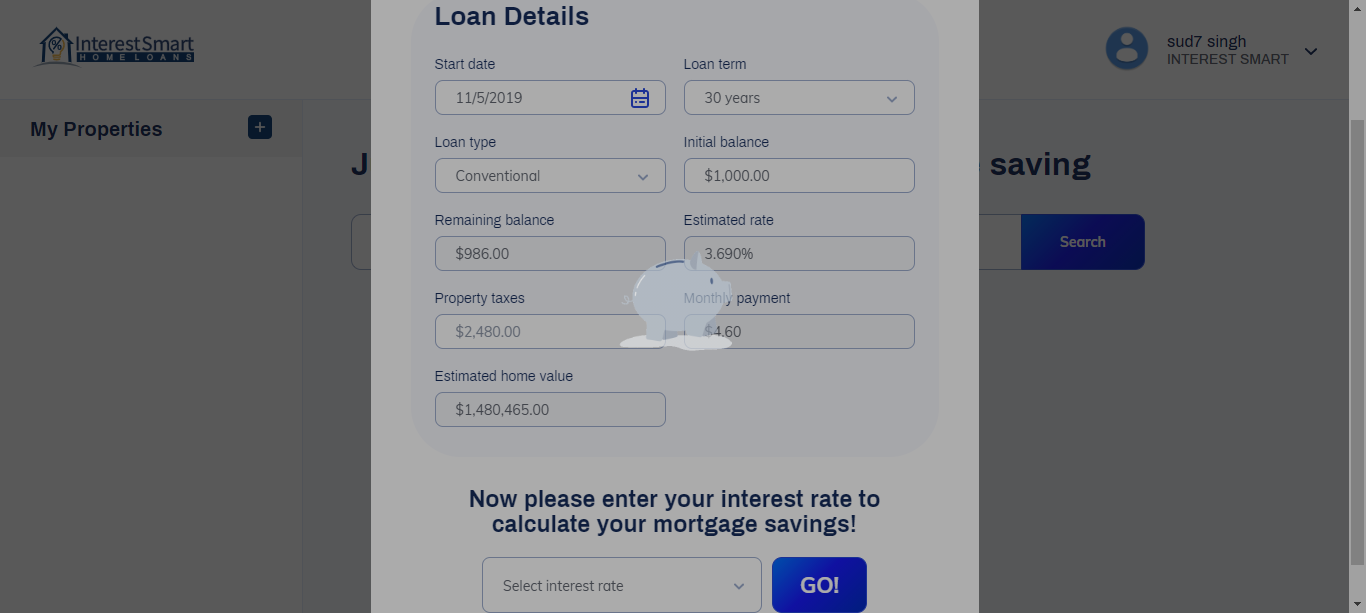 Loan Details
InterestSmart
HOME LOANS
%
sud7 singh
INTEREST SMART
My Properties
+
J
saving
Search
Start date
Loan term
11/5/2019
30 years
Loan type
Initial balance
Conventional
$1,000.00
Remaining balance
Estimated rate
$986.00
3.690%
Property taxes
Monthly payment
$2,480.00
$4.60
Estimated home value
$1,480,465.00
Now please enter your interest rate to
calculate your mortgage savings!
Select interest rate
GO!